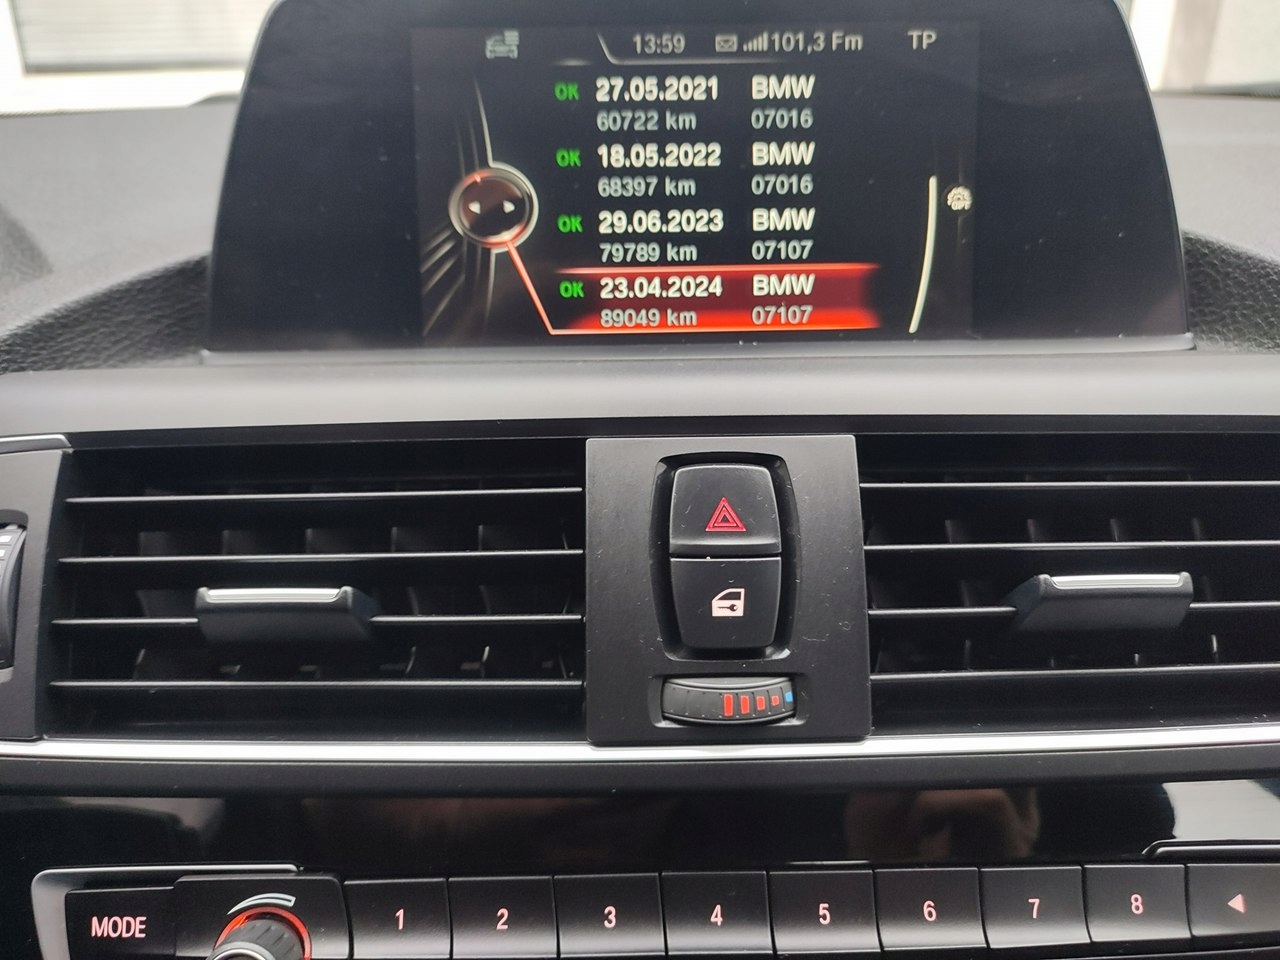 13:59 101,3 Fm TP
OK 27.05.2021 BMW
60722 km 07016
OK 18.05.2022 BMW
68397 km 07016
OK 29.06.2023 BMW
79789 km 07107
OK 23.04.2024 BMW
89049 km 07107
MODE 1 2 3 4 5 6 7 8